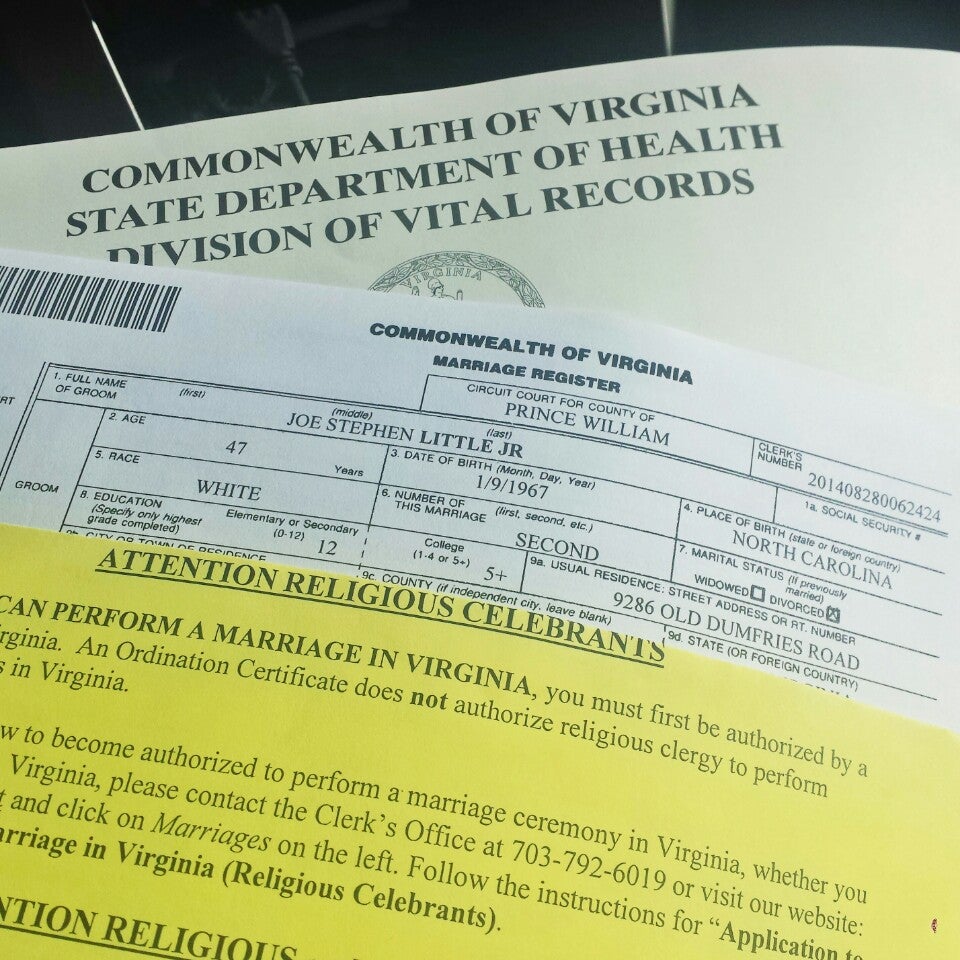 COMMONWEALTH OF VIRGINIA
STATE DEPARTMENT OF HEALTH
DIVISION OF VITAL RECORDS
VIRGINIA
COMMONWEALTH OF VIRGINIA
MARRIAGE REGISTER
RT
1. FULL NAME OF GROOM (first) (middle) (last)
JOE STEPHEN LITTLE JR
CIRCUIT COURT FOR COUNTY OF
PRINCE WILLIAM
CLERK'S NUMBER 201408280062424
1a. SOCIAL SECURITY #
GROOM
2. AGE
47 Years
3. DATE OF BIRTH (Month, Day, Year)
1/9/1967
4. PLACE OF BIRTH (state or foreign country)
NORTH CAROLINA
5. RACE
WHITE
6. NUMBER OF THIS MARRIAGE (first, second, etc.)
SECOND
7. MARITAL STATUS (If previously married)
WIDOWED DIVORCED
8. EDUCATION
(Specify only highest grade completed)
Elementary or Secondary (0-12) 12
College (1-4 or 5+) 5+
9a. USUAL RESIDENCE: STREET ADDRESS OR RT. NUMBER
9286 OLD DUMFRIES ROAD
9b. CITY OR TOWN OF RESIDENCE
9c. COUNTY (if independent city, leave blank)
9d. STATE (OR FOREIGN COUNTRY)
ATTENTION RELIGIOUS CELEBRANTS
CAN PERFORM A MARRIAGE IN VIRGINIA, you must first be authorized by a
irginia. An Ordination Certificate does not authorize religious clergy to perform
s in Virginia.
w to become authorized to perform a marriage ceremony in Virginia, whether you
Virginia, please contact the Clerk's Office at 703-792-6019 or visit our website:
and click on Marriages on the left. Follow the instructions for "Application to
arriage in Virginia (Religious Celebrants).
NTION RELIGIOUS